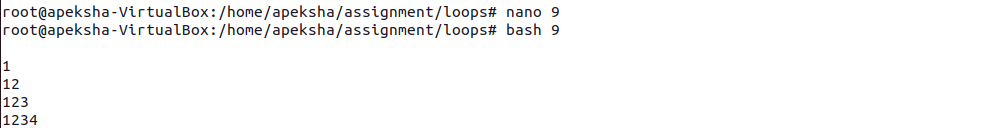 root@apeksha-VirtualBox:/home/apeksha/assignment/loops# nano 9
root@apeksha-VirtualBox:/home/apeksha/assignment/loops# bash 9
1
12
123
1234